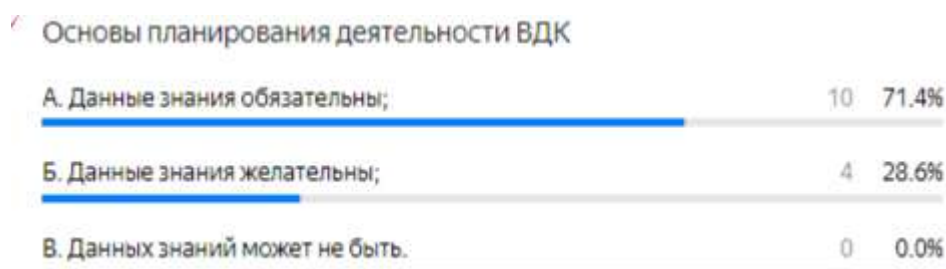 Основы планирования деятельности ВДК
А. Данные знания обязательны; 10 71.4%
Б. Данные знания желательны; 4 28.6%
В. Данных знаний может не быть. 0 0.0%